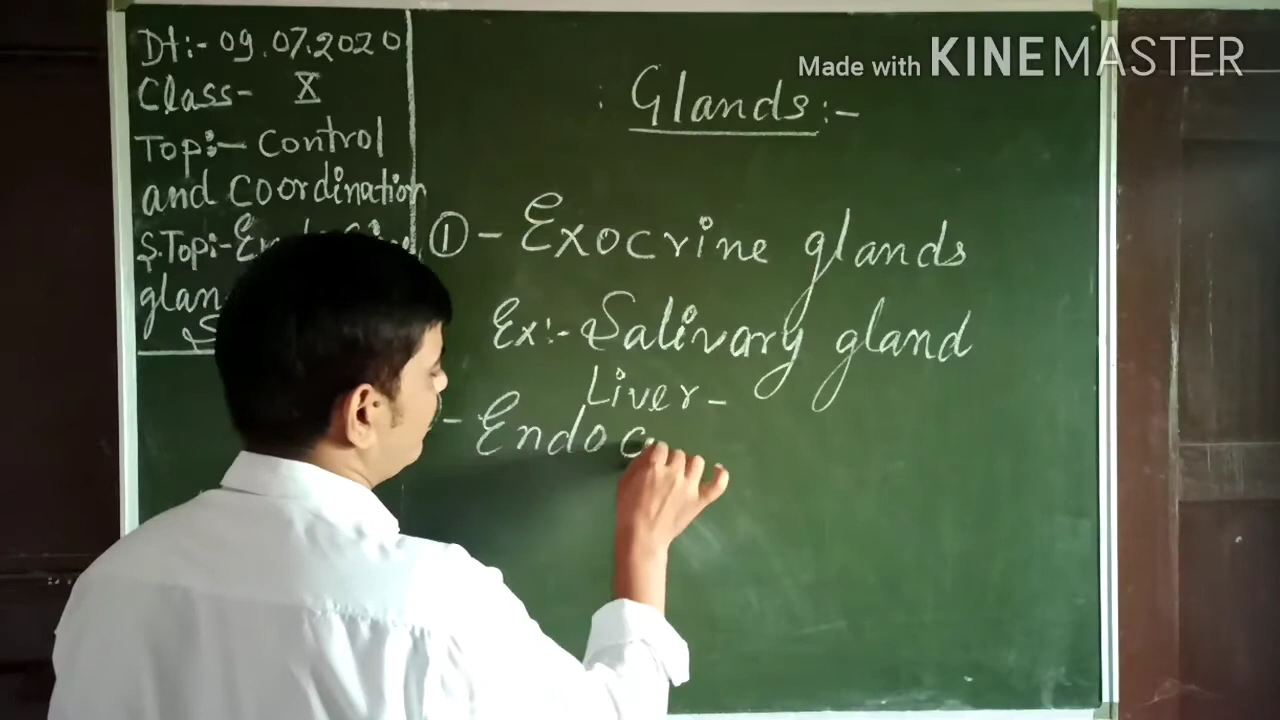 Made with KINEMASTER
Dt:- 09.07.2020
Class- X
Top:- Control
and Coordination
S.Top:-
Glands:-
① - Exocrine glands
Ex:- Salivary gland
Liver -
- Endoc